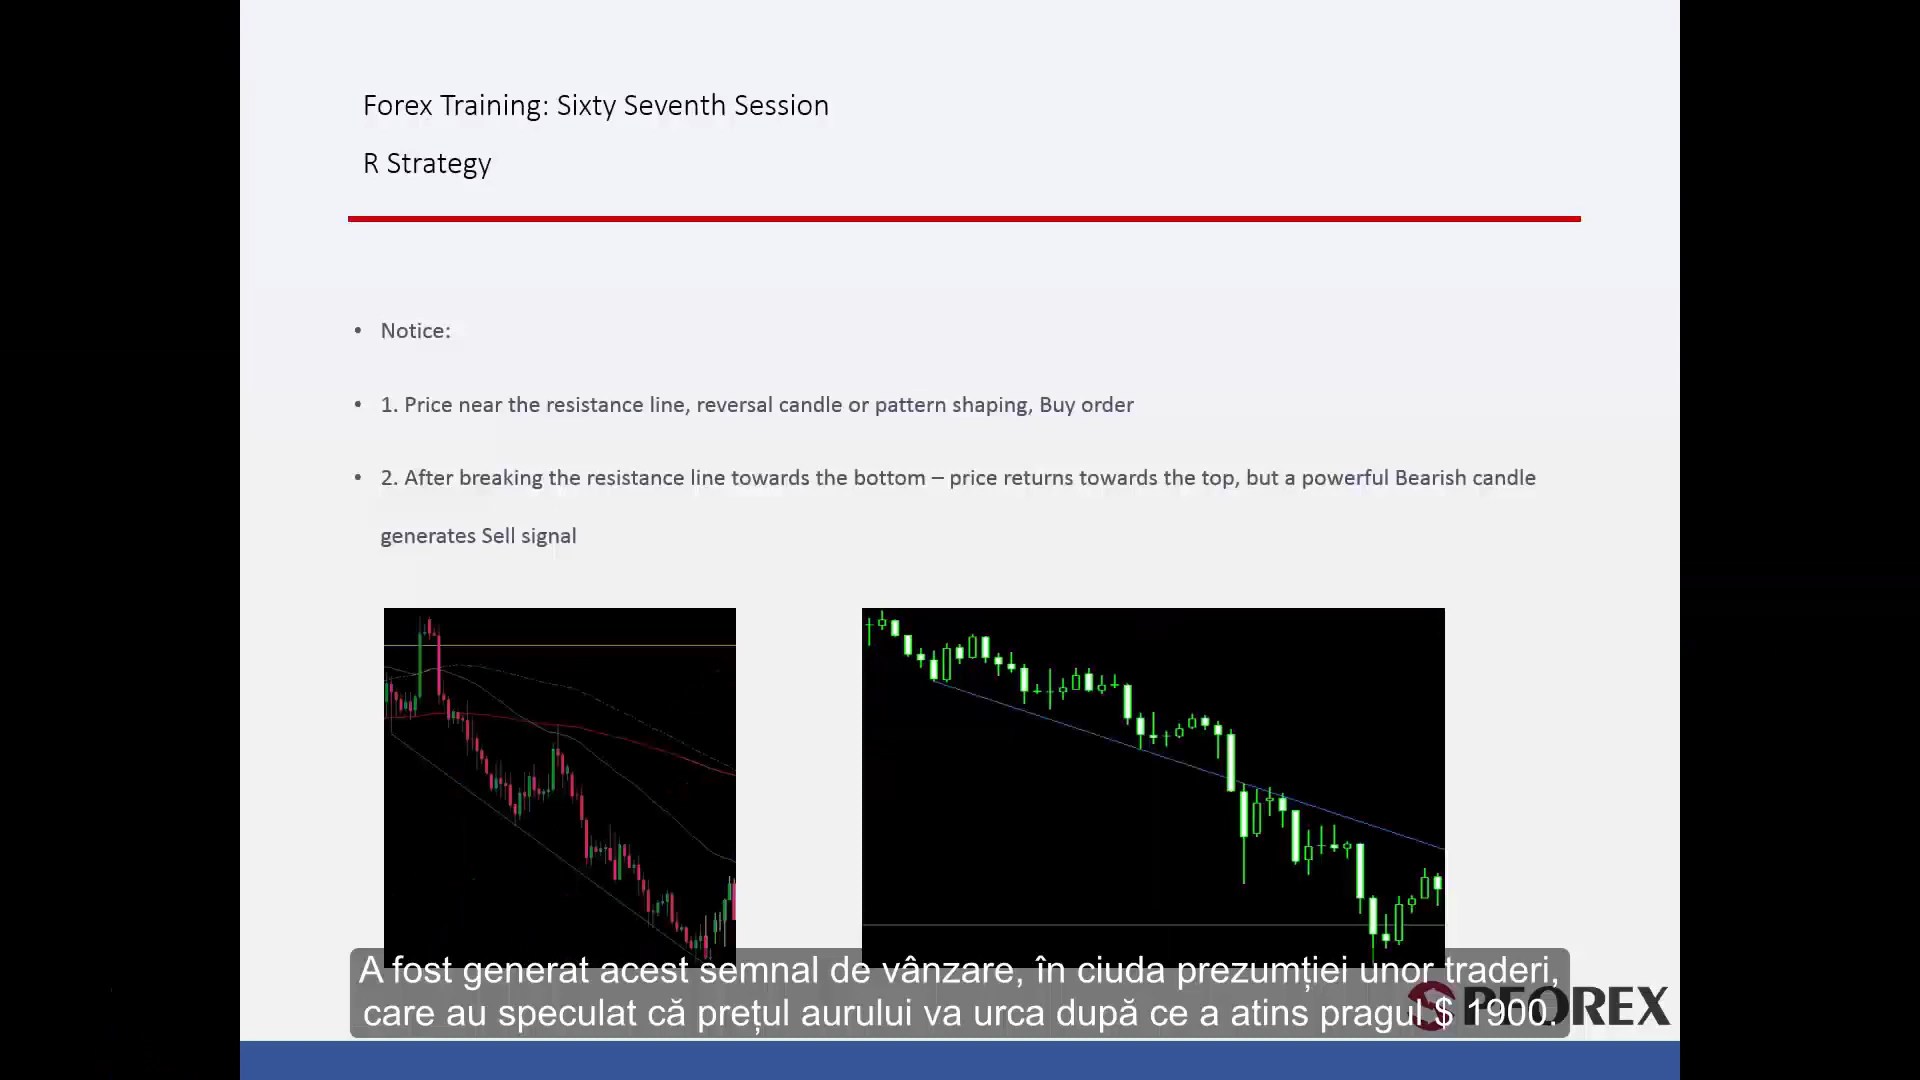 Forex Training: Sixty Seventh Session
R Strategy
• Notice:
• 1. Price near the resistance line, reversal candle or pattern shaping, Buy order
• 2. After breaking the resistance line towards the bottom – price returns towards the top, but a powerful Bearish candle
generates Sell signal
A fost generat acest semnal de vânzare, în ciuda prezumției unor traderi,
care au speculat că prețul aurului va urca după ce a atins pragul $ 1900.
PFOREX